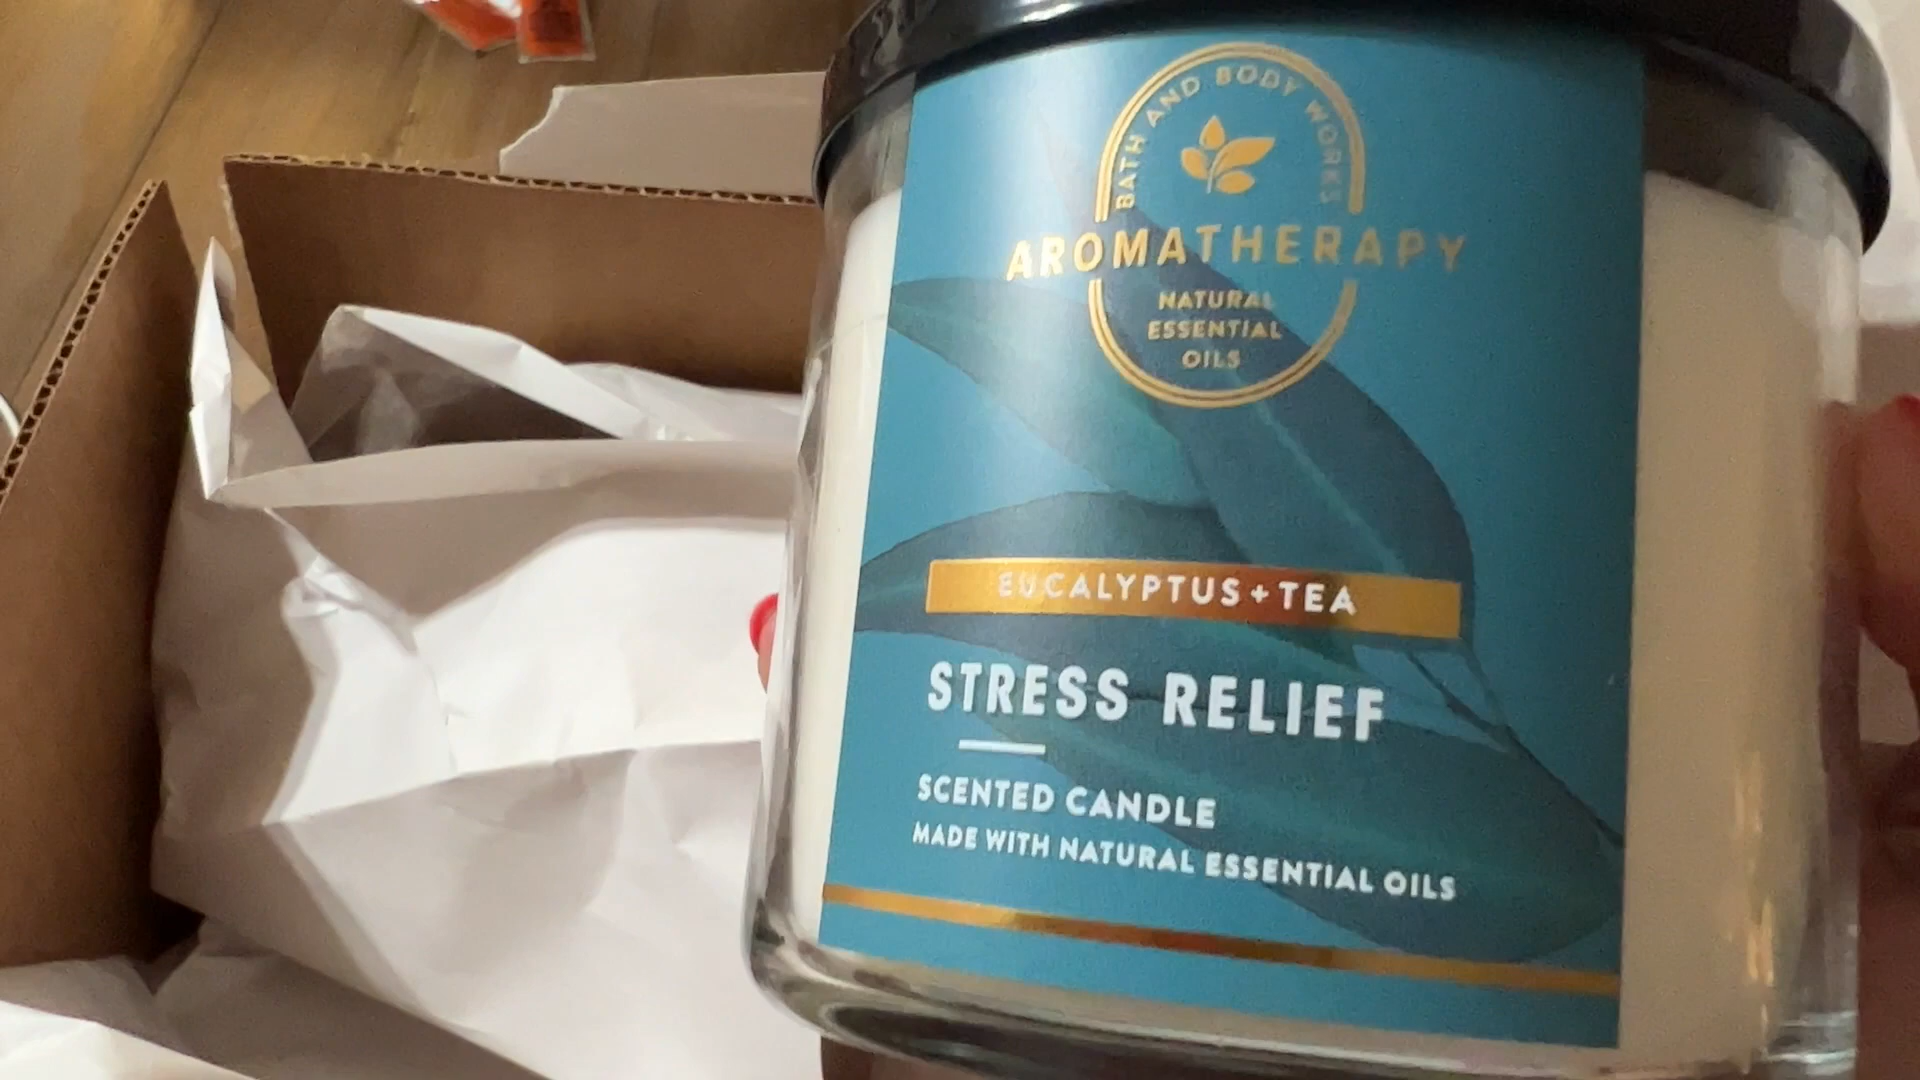 BATH AND BODY WORKS
AROMATHERAPY
NATURAL
ESSENTIAL
OILS
EUCALYPTUS+TEA
STRESS RELIEF
SCENTED CANDLE
MADE WITH NATURAL ESSENTIAL OILS